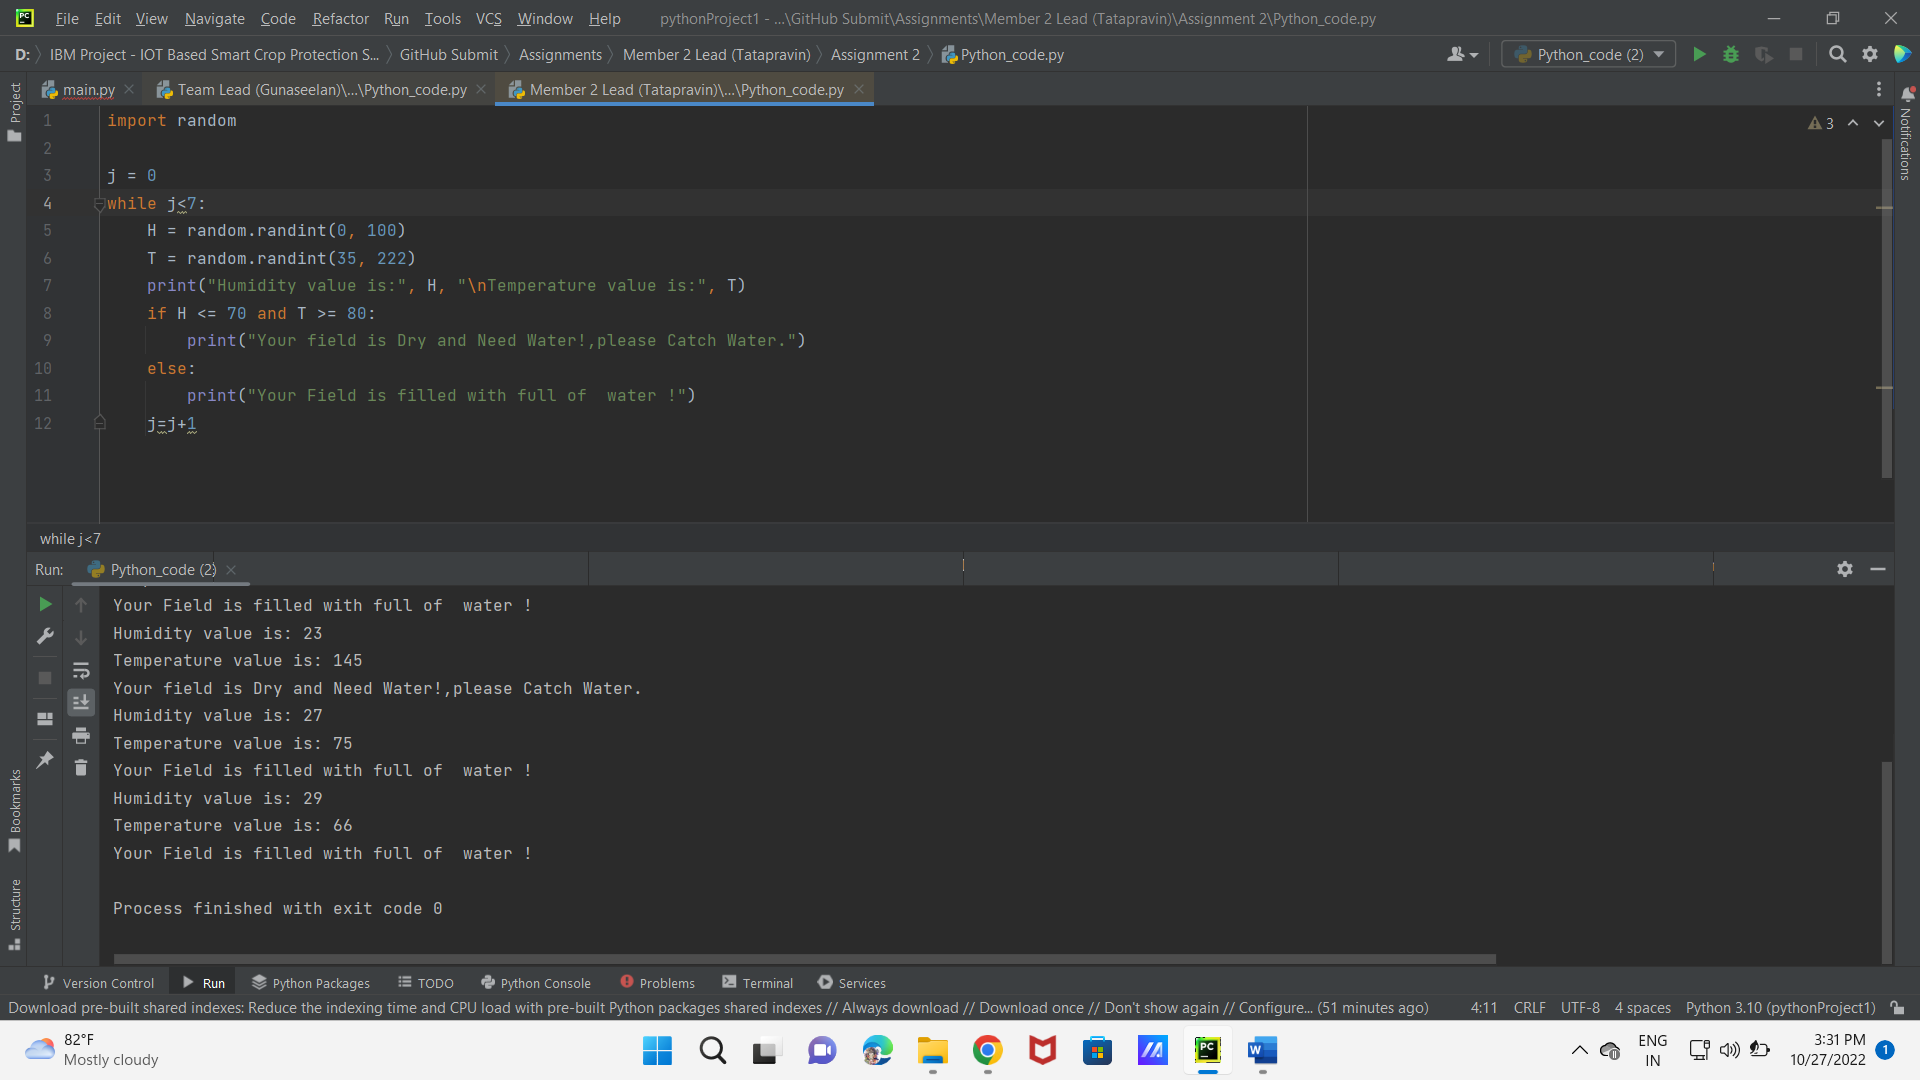 PC File Edit View Navigate Code Refactor Run Tools VCS Window Help pythonProject1 - ...\GitHub Submit\Assignments\Member 2 Lead (Tatapravin)\Assignment 2\Python_code.py
D: IBM Project - IOT Based Smart Crop Protection S... GitHub Submit Assignments Member 2 Lead (Tatapravin) Assignment 2 Python_code.py Python_code (2)
Project
main.py Team Lead (Gunaseelan)\...\Python_code.py Member 2 Lead (Tatapravin)\...\Python_code.py
Notifications
3
1 import random
2
3 j = 0
4 while j<7:
5     H = random.randint(0, 100)
6     T = random.randint(35, 222)
7     print("Humidity value is:", H, "\nTemperature value is:", T)
8     if H <= 70 and T >= 80:
9         print("Your field is Dry and Need Water!,please Catch Water.")
10     else:
11         print("Your Field is filled with full of  water !")
12     j=j+1
while j<7
Run: Python_code (2)
Your Field is filled with full of  water !
Humidity value is: 23
Temperature value is: 145
Your field is Dry and Need Water!,please Catch Water.
Humidity value is: 27
Temperature value is: 75
Your Field is filled with full of  water !
Humidity value is: 29
Temperature value is: 66
Your Field is filled with full of  water !
Process finished with exit code 0
Bookmarks
Structure
Version Control Run Python Packages TODO Python Console Problems Terminal Services
Download pre-built shared indexes: Reduce the indexing time and CPU load with pre-built Python packages shared indexes // Always download // Download once // Don't show again // Configure... (51 minutes ago) 4:11 CRLF UTF-8 4 spaces Python 3.10 (pythonProject1)
82°F
Mostly cloudy
PC
W
ENG
IN
3:31 PM
10/27/2022
1